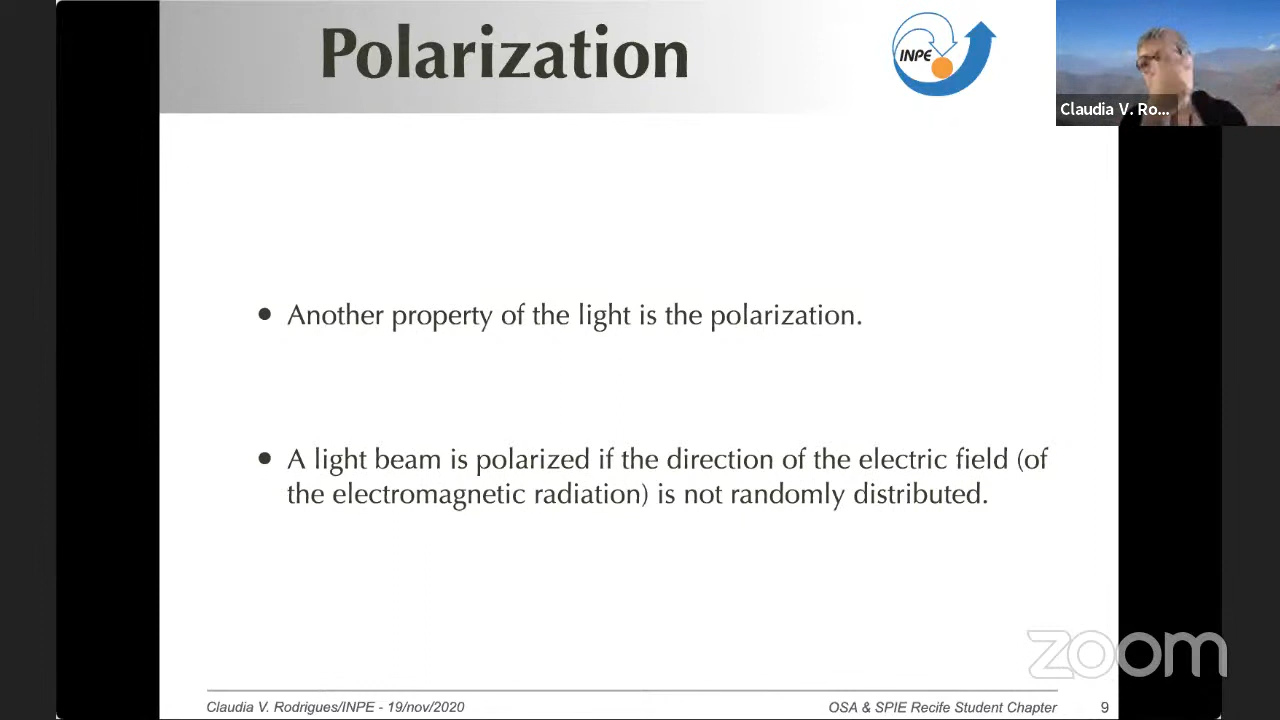 Polarization
INPE
Claudia V. Ro...
• Another property of the light is the polarization.
• A light beam is polarized if the direction of the electric field (of
the electromagnetic radiation) is not randomly distributed.
zoom
Claudia V. Rodrigues/INPE - 19/nov/2020
OSA & SPIE Recife Student Chapter
9